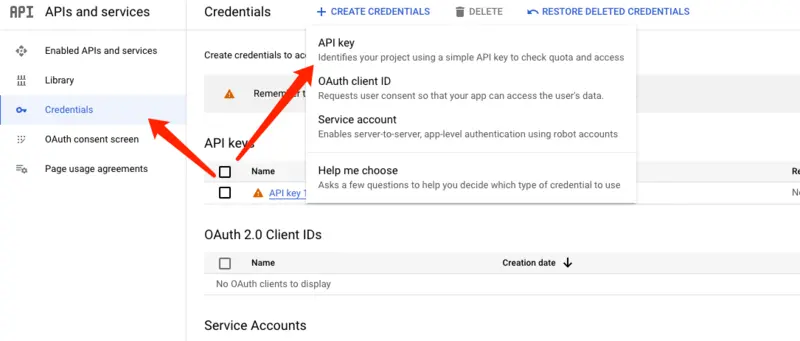 API APIs and services
Credentials
+ CREATE CREDENTIALS
DELETE
RESTORE DELETED CREDENTIALS
Enabled APIs and services
Library
Credentials
OAuth consent screen
Page usage agreements
Create credentials to
API key
Identifies your project using a simple API key to check quota and access
OAuth client ID
Requests user consent so that your app can access the user's data.
Service account
Enables server-to-server, app-level authentication using robot accounts
Help me choose
Asks a few questions to help you decide which type of credential to use
API keys
Name
API key 1
OAuth 2.0 Client IDs
Name Creation date
No OAuth clients to display
Service Accounts